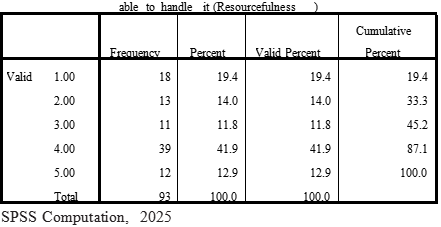 able to handle it (Resourcefulness )
Cumulative
Frequency Percent Valid Percent Percent
Valid 1.00 18 19.4 19.4 19.4
2.00 13 14.0 14.0 33.3
3.00 11 11.8 11.8 45.2
4.00 39 41.9 41.9 87.1
5.00 12 12.9 12.9 100.0
Total 93 100.0 100.0
SPSS Computation, 2025